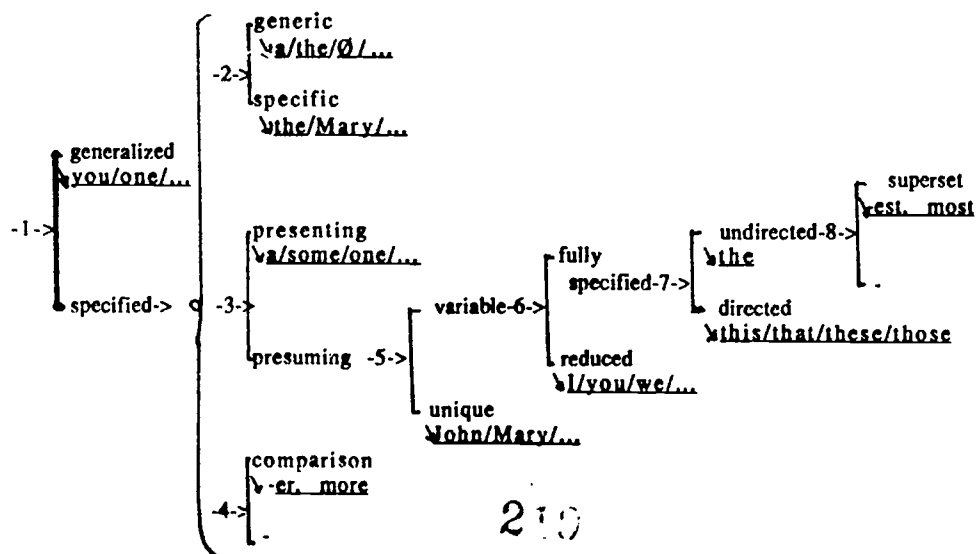 generic
a/the/Ø/...
-2->
specific
the/Mary/...
generalized
you/one/...
-1->
specified->
presenting
a/some/one/...
-3->
presuming -5->
variable-6->
unique
John/Mary/...
fully
specified-7->
reduced
I/you/we/...
undirected-8->
the
directed
this/that/these/those
superset
-est, most
-
comparison
-er, more
-4->
-